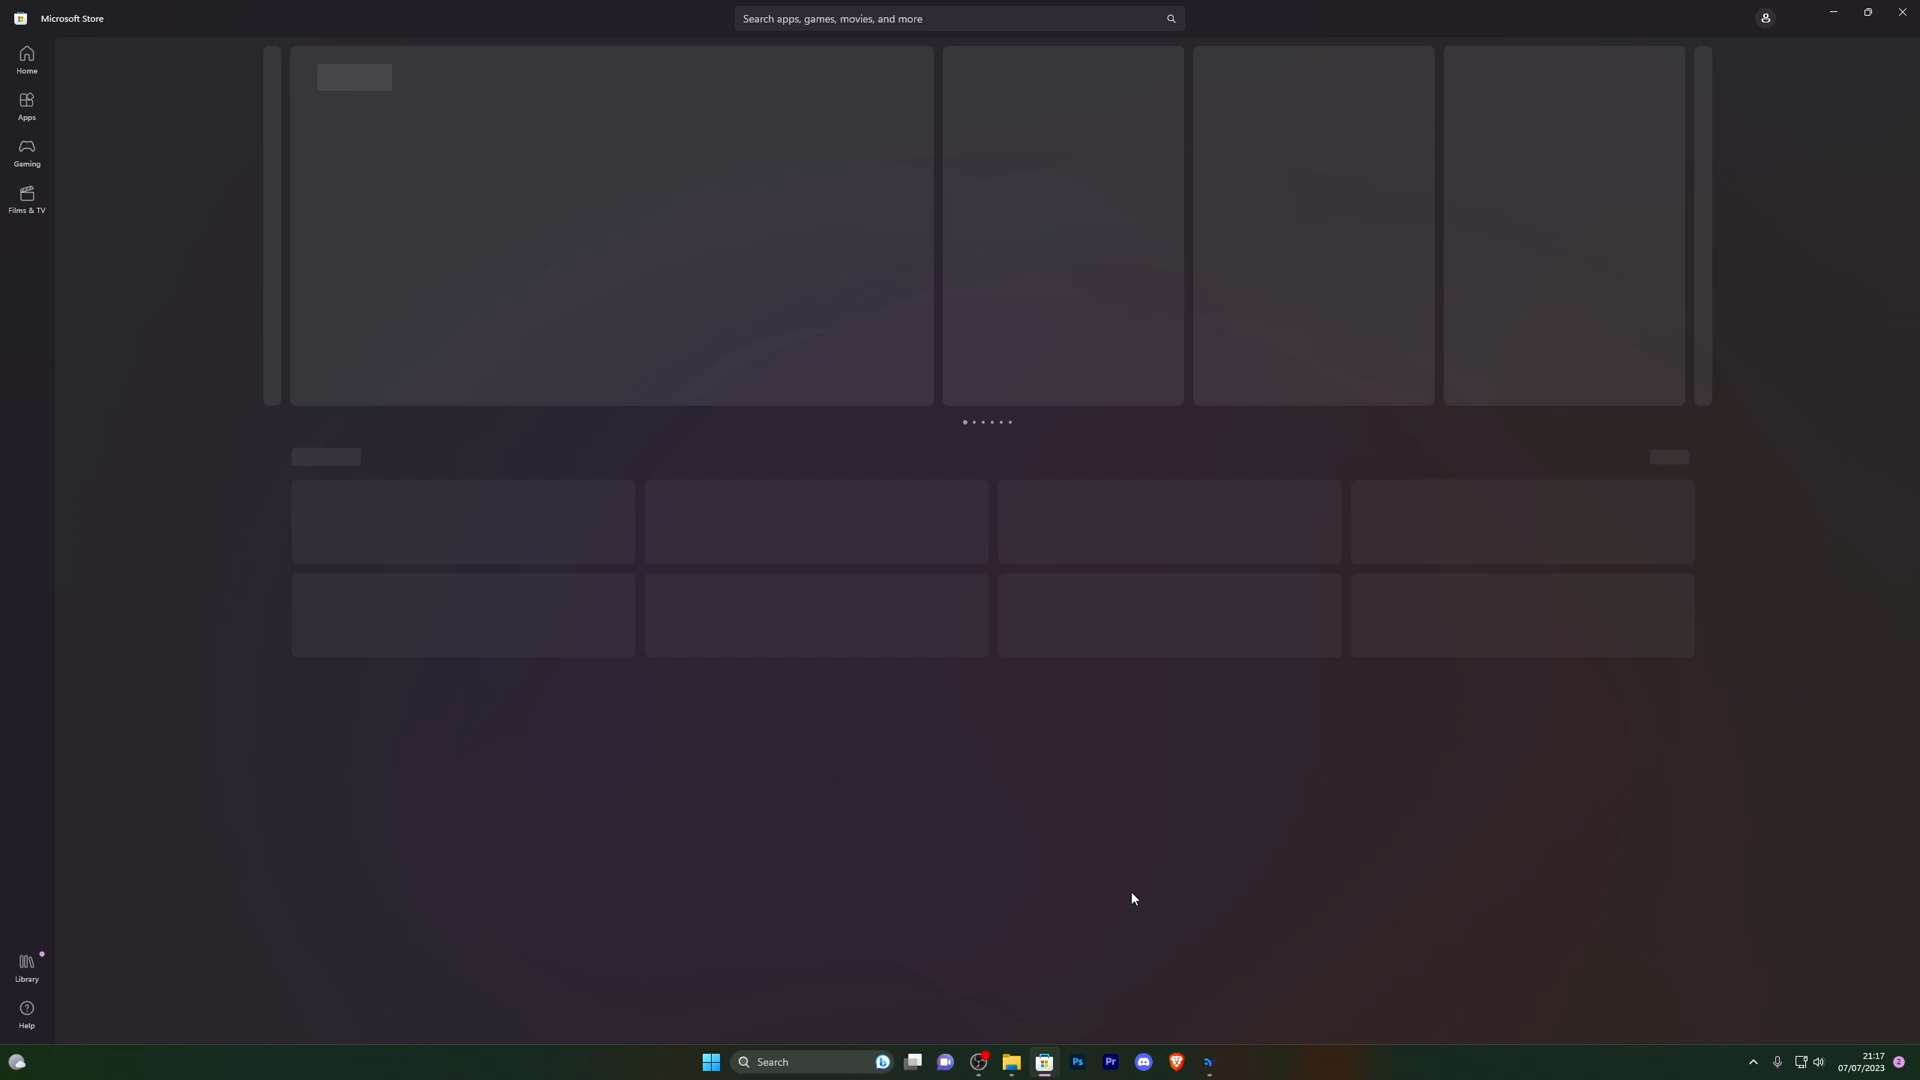 Microsoft Store
Search apps, games, movies, and more
Home
Apps
Gaming
Films & TV
Library
Help
Search
Ps
Pr
21:17
07/07/2023
2